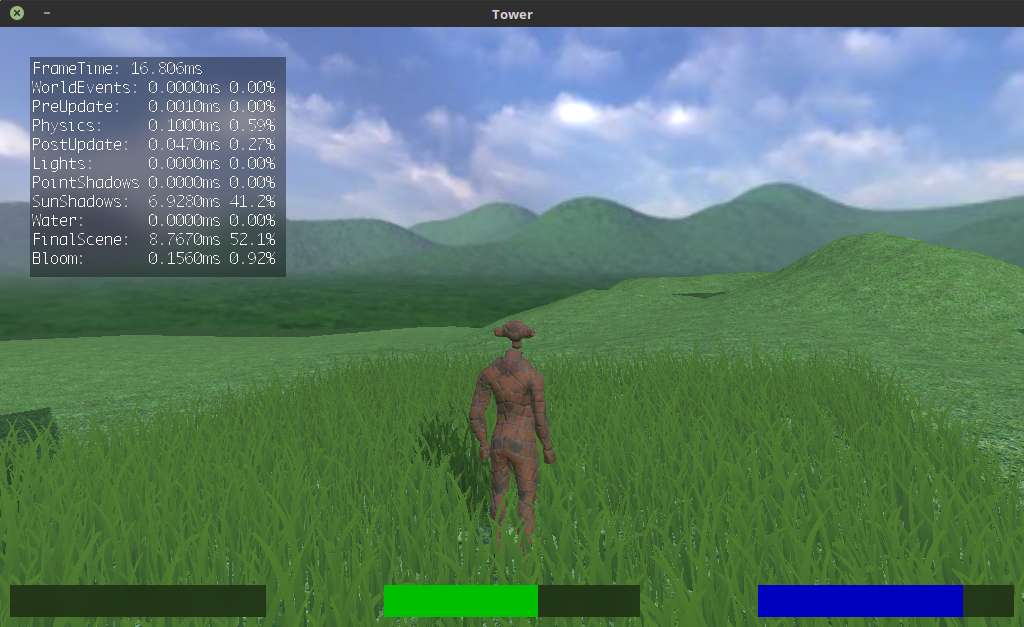 Tower
FrameTime: 16.806ms
WorldEvents: 0.0000ms 0.00%
PreUpdate: 0.0010ms 0.00%
Physics: 0.1000ms 0.59%
PostUpdate: 0.0470ms 0.27%
Lights: 0.0000ms 0.00%
PointShadows 0.0000ms 0.00%
SunShadows: 6.9280ms 41.2%
Water: 0.0000ms 0.00%
FinalScene: 8.7670ms 52.1%
Bloom: 0.1560ms 0.92%